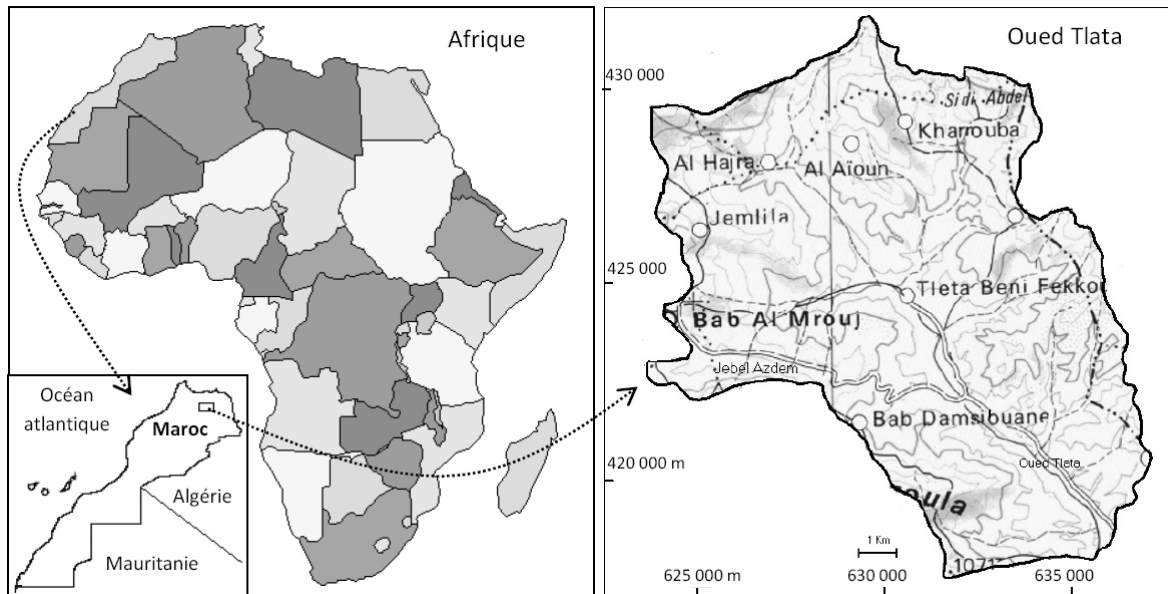 Afrique
Océan
atlantique
Maroc
Algérie
Mauritanie
Oued Tlata
430 000
Sidi Abdel
Kharrouba
Al Hajra
Al Aïoun
Jemlila
425 000
Tleta Beni Fekkou
Bab Al Mrouj
Jebel Azdem
Bab Damsibuane
420 000 m
Oued Tlata
oula
1 Km
1071
625 000 m
630 000
635 000